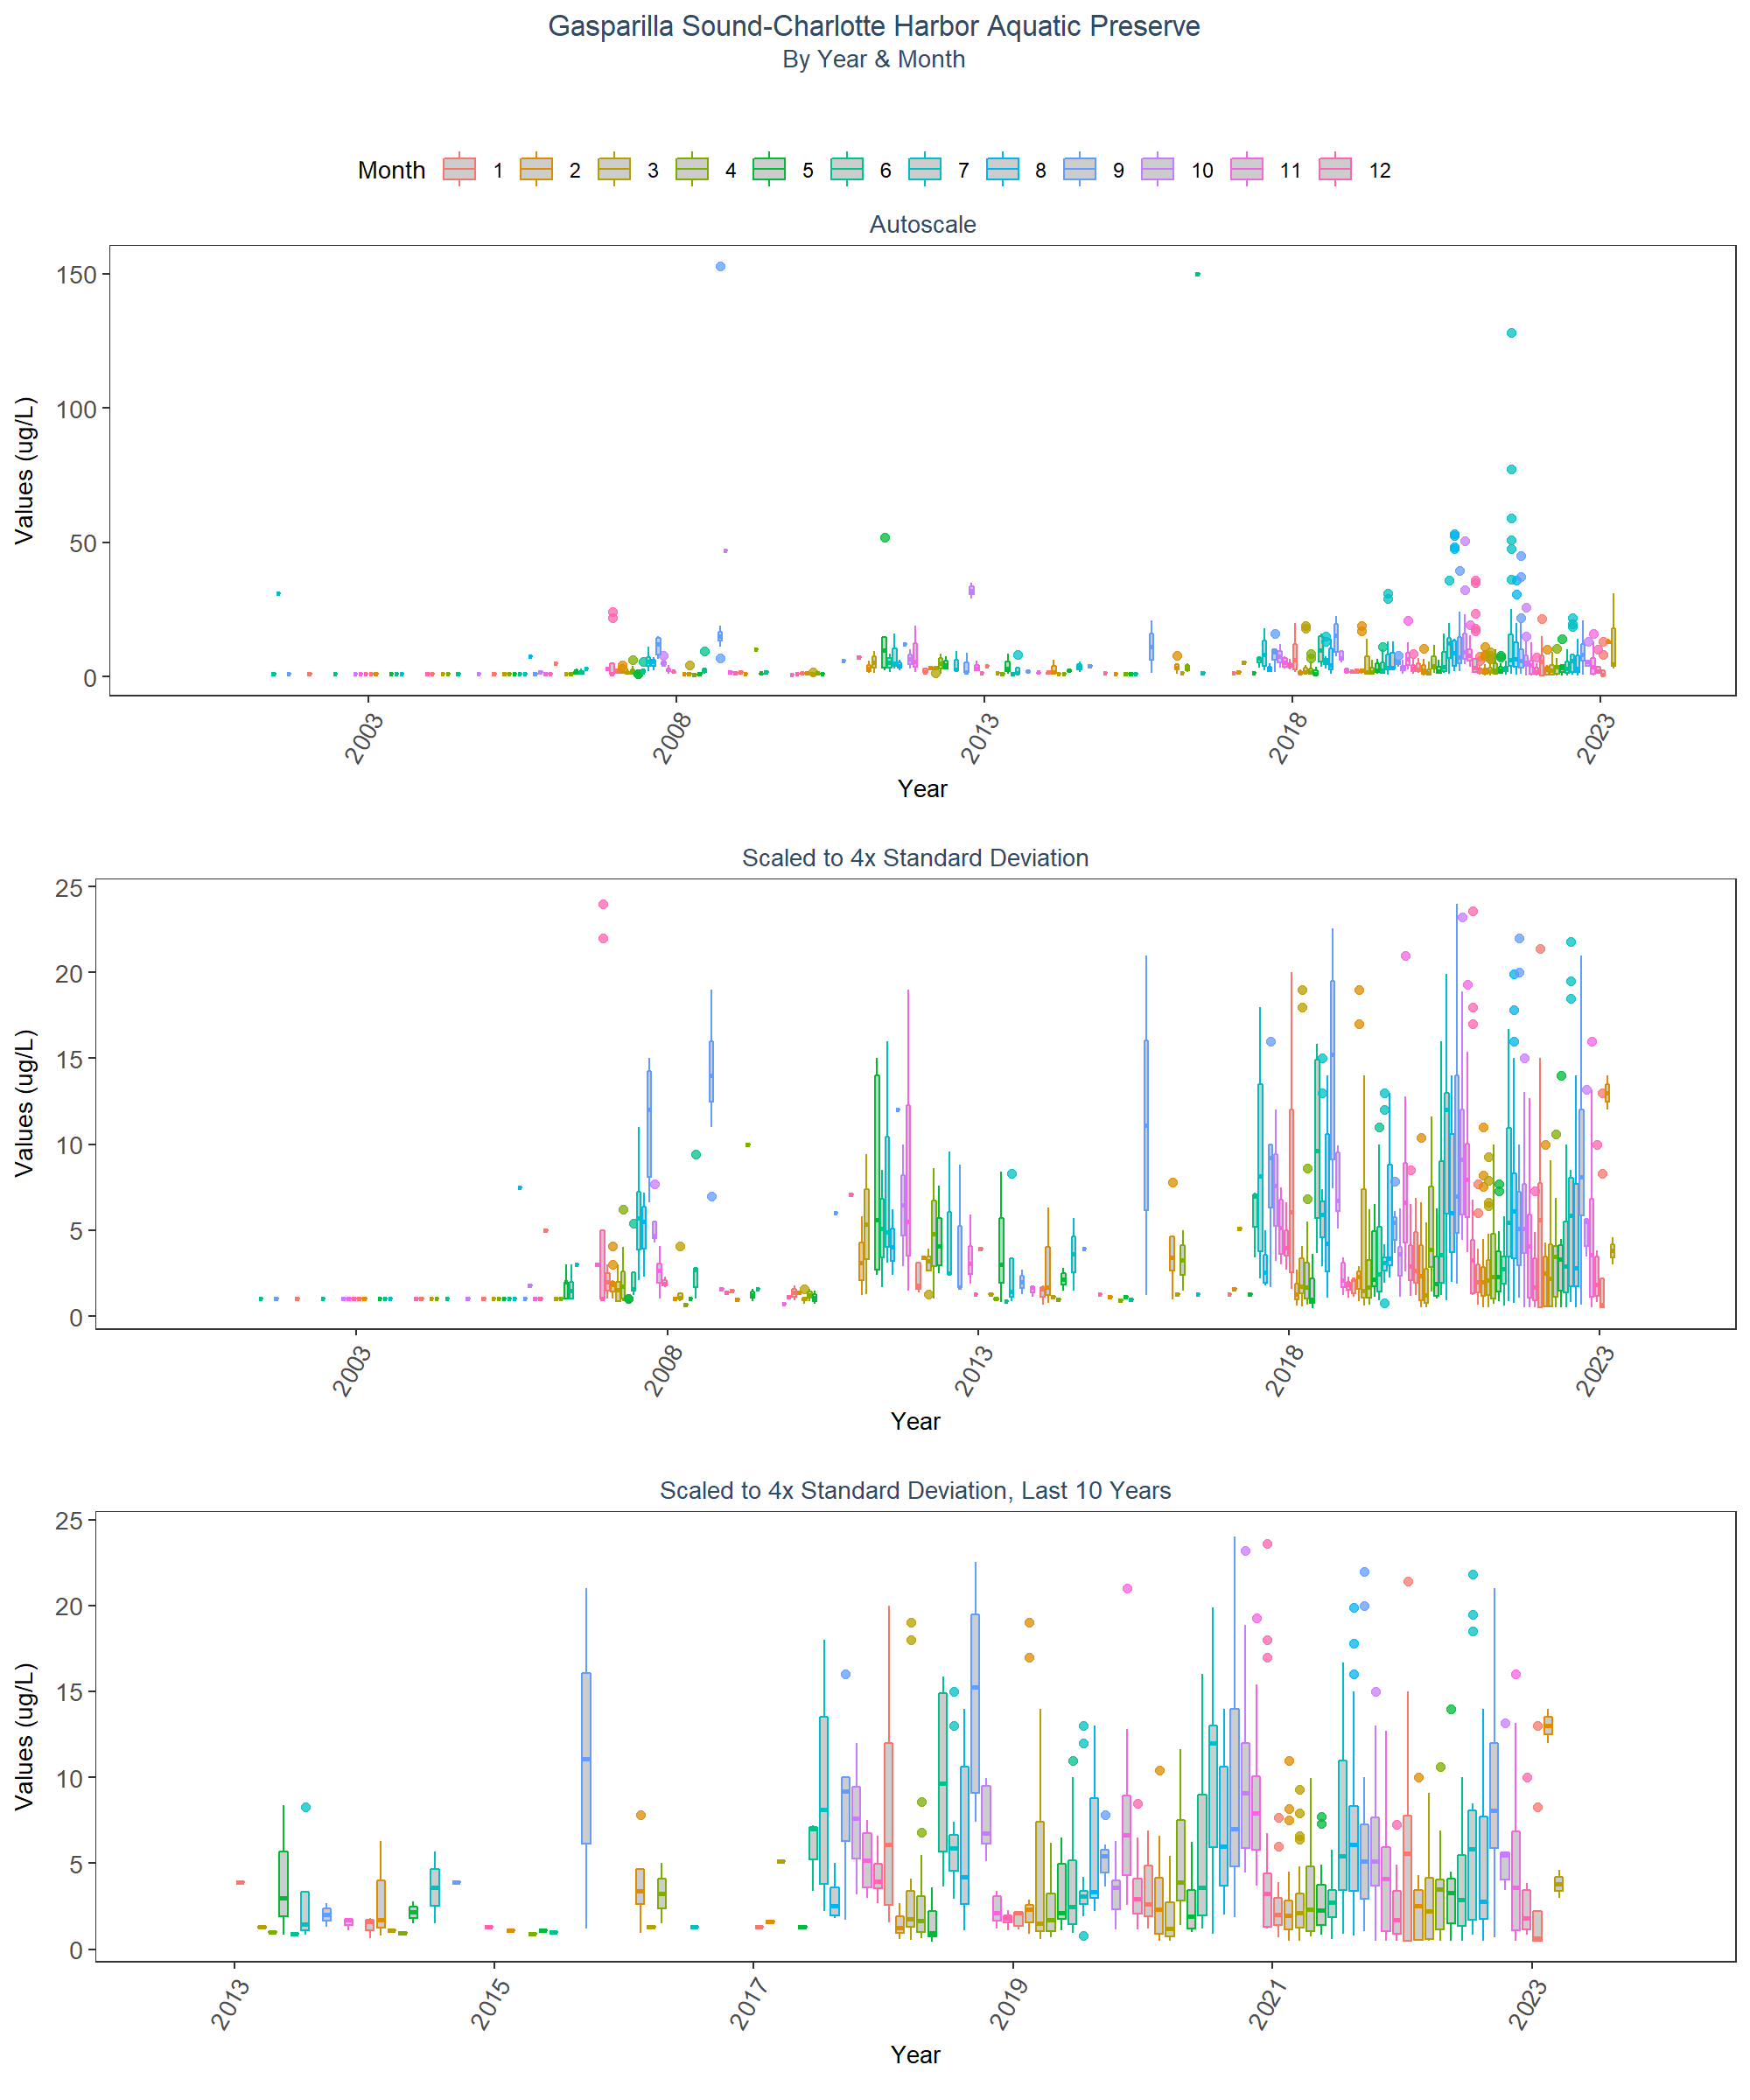 Gasparilla Sound-Charlotte Harbor Aquatic Preserve
By Year & Month
Month 1 2 3 4 5 6 7 8 9 10 11 12
Autoscale
150
100
50
0
Values (ug/L)
2003 2008 2013 2018 2023
Year
Scaled to 4x Standard Deviation
25
20
15
10
5
0
Values (ug/L)
2003 2008 2013 2018 2023
Year
Scaled to 4x Standard Deviation, Last 10 Years
25
20
15
10
5
0
Values (ug/L)
2013 2015 2017 2019 2021 2023
Year